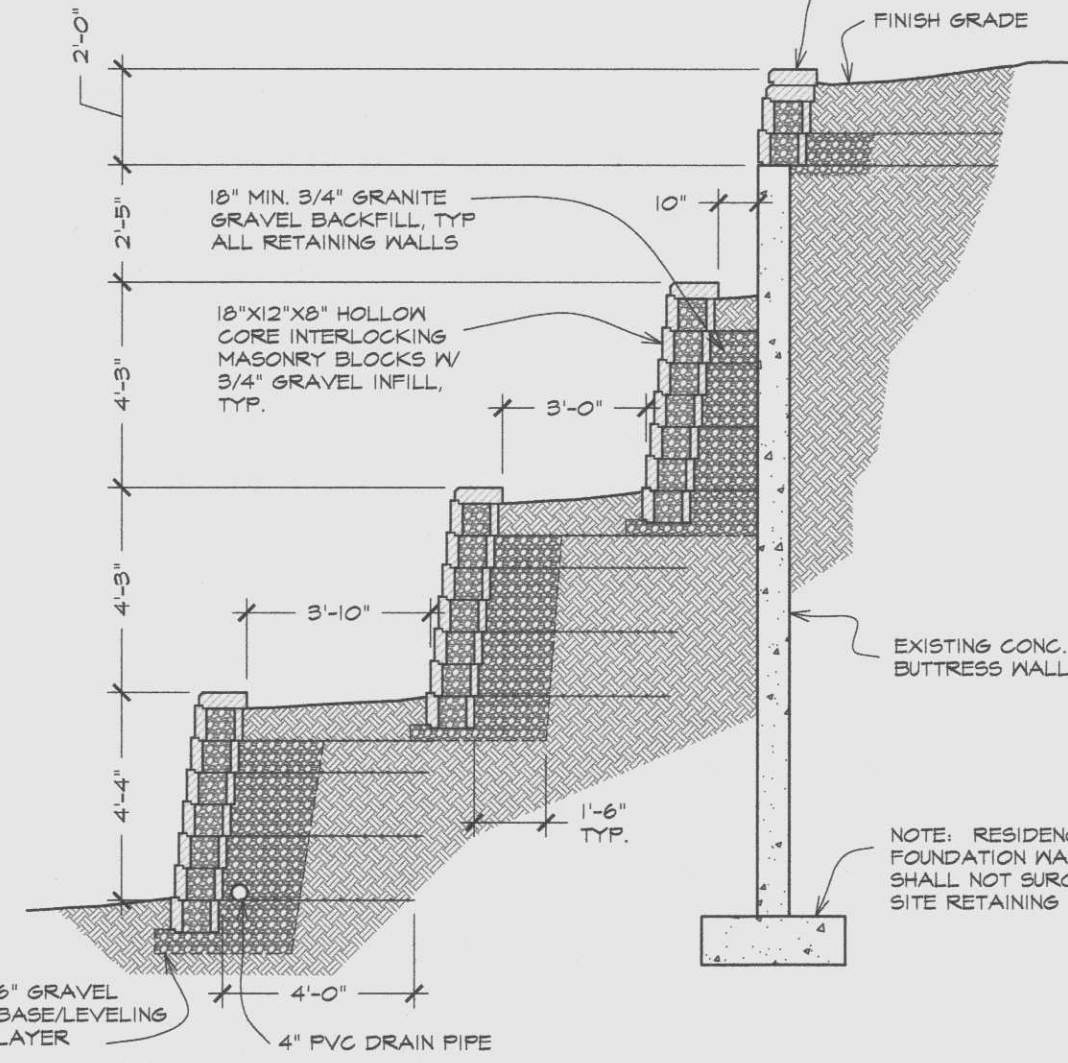 2'-0"
FINISH GRADE
18" MIN. 3/4" GRANITE
GRAVEL BACKFILL, TYP
ALL RETAINING WALLS
10"
2'-5"
18"X12"X8" HOLLOW
CORE INTERLOCKING
MASONRY BLOCKS W/
3/4" GRAVEL INFILL,
TYP.
4'-3"
3'-0"
4'-3"
3'-10"
EXISTING CONC.
BUTTRESS WALL
4'-4"
1'-6"
TYP.
NOTE: RESIDENC
FOUNDATION WA
SHALL NOT SURC
SITE RETAINING
6" GRAVEL
BASE/LEVELING
LAYER
4'-0"
4" PVC DRAIN PIPE